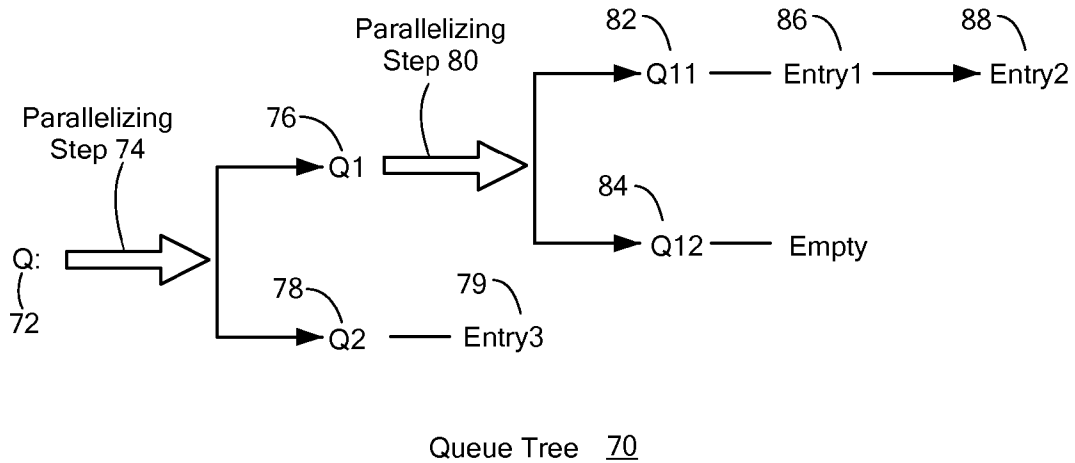 Parallelizing
Step 80
82
86
88
Q11
Entry1
Entry2
Parallelizing
Step 74
76
Q1
84
Q12
Empty
Q:
72
78
79
Q2
Entry3
Queue Tree 70